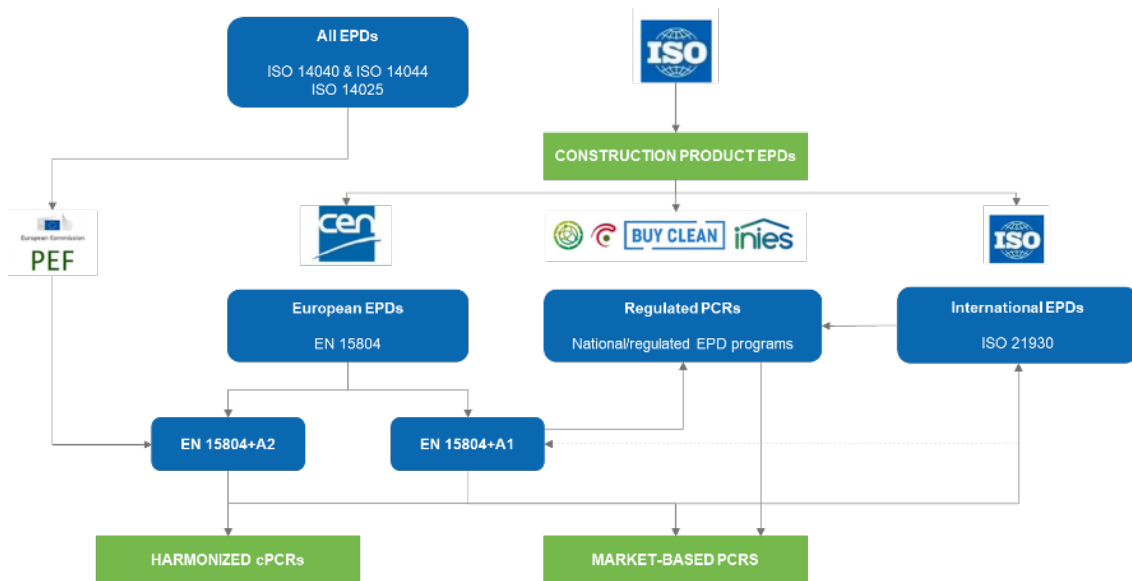 All EPDs
ISO 14040 & ISO 14044
ISO 14025
ISO
CONSTRUCTION PRODUCT EPDs
European Commission
PEF
cen
BUY CLEAN
inies
ISO
European EPDs
EN 15804
Regulated PCRs
National/regulated EPD programs
International EPDs
ISO 21930
EN 15804+A2
EN 15804+A1
HARMONIZED cPCRs
MARKET-BASED PCRS